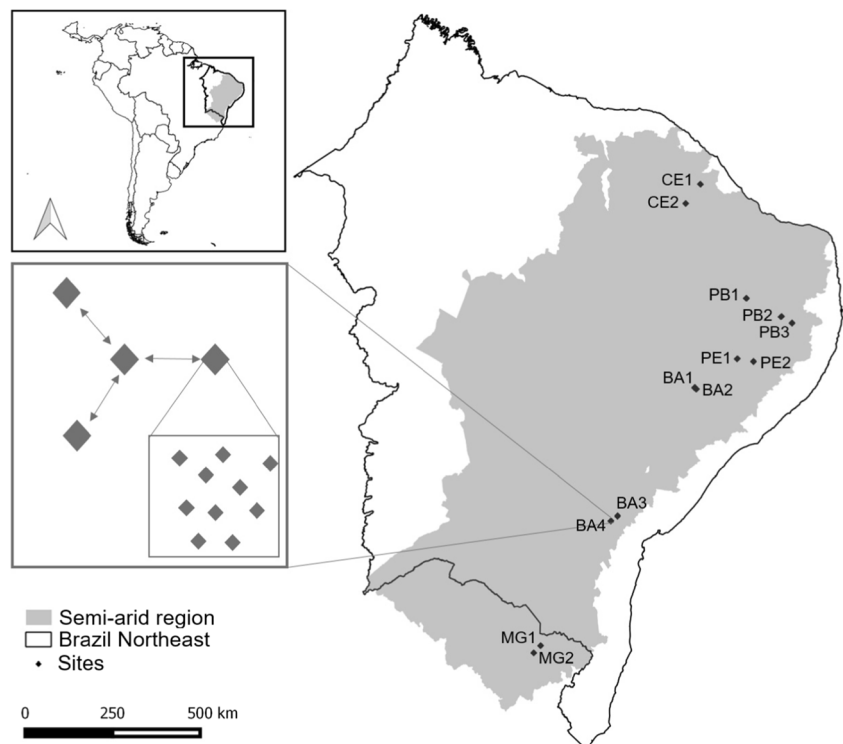 CE1
CE2
PB1
PB2
PB3
PE1 PE2
BA1
BA2
BA3
BA4
MG1
MG2
Semi-arid region
Brazil Northeast
Sites
0 250 500 km